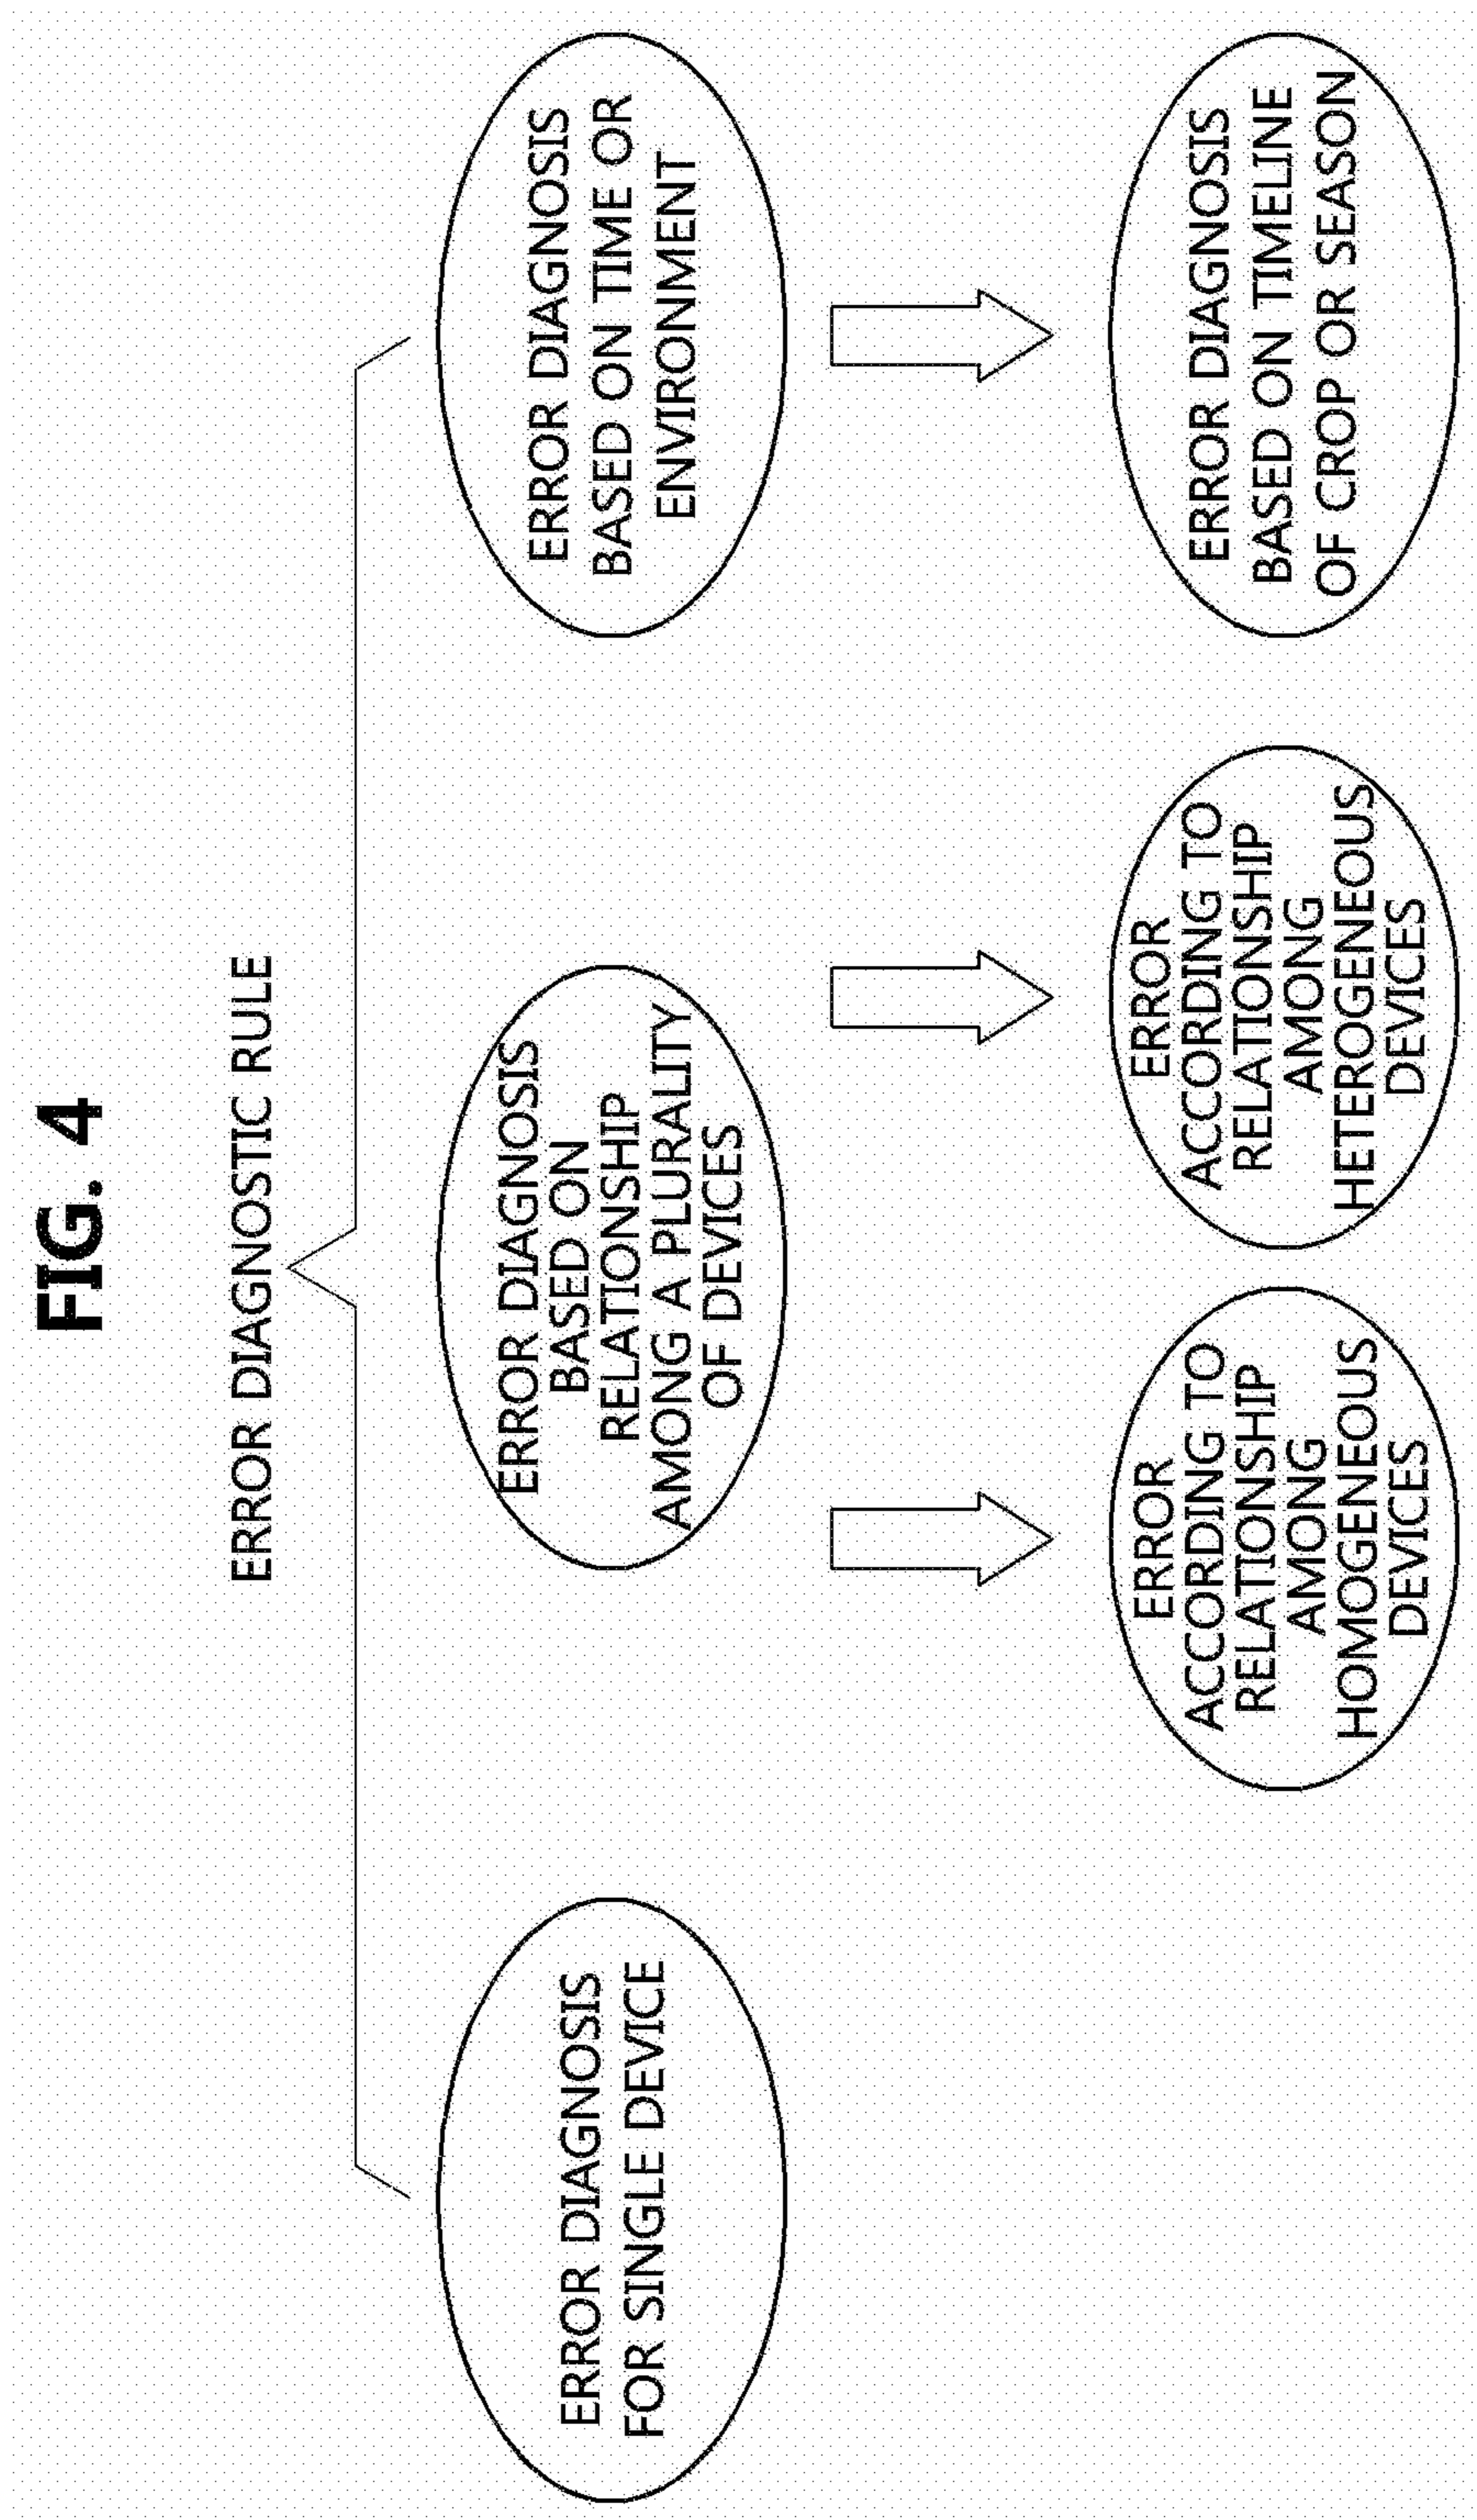 FIG. 4
ERROR DIAGNOSTIC RULE
ERROR DIAGNOSIS
FOR SINGLE DEVICE
ERROR DIAGNOSIS
BASED ON
RELATIONSHIP
AMONG A PLURALITY
OF DEVICES
ERROR DIAGNOSIS
BASED ON TIME OR
ENVIRONMENT
ERROR
ACCORDING TO
RELATIONSHIP
AMONG
HOMOGENEOUS
DEVICES
ERROR
ACCORDING TO
RELATIONSHIP
AMONG
HETEROGENEOUS
DEVICES
ERROR DIAGNOSIS
BASED ON TIMELINE
OF CROP OR SEASON